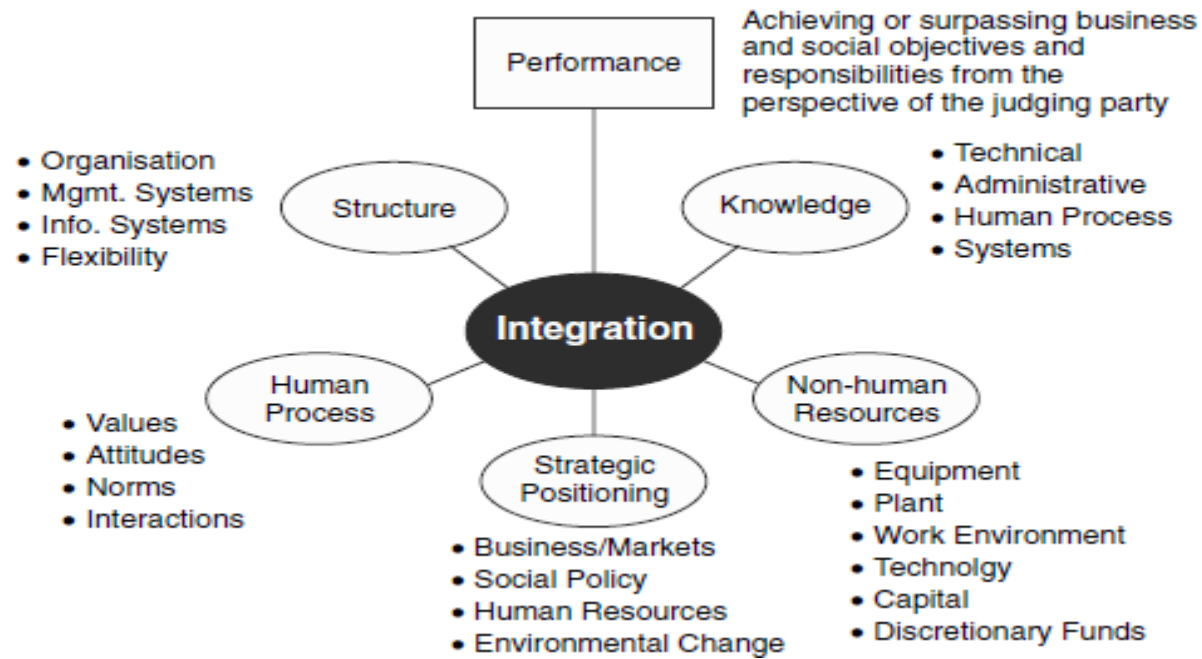 Performance
Achieving or surpassing business
and social objectives and
responsibilities from the
perspective of the judging party
• Organisation
• Mgmt. Systems
• Info. Systems
• Flexibility
Structure
Knowledge
• Technical
• Administrative
• Human Process
• Systems
Integration
Human
Process
• Values
• Attitudes
• Norms
• Interactions
Strategic
Positioning
• Business/Markets
• Social Policy
• Human Resources
• Environmental Change
Non-human
Resources
• Equipment
• Plant
• Work Environment
• Technolgy
• Capital
• Discretionary Funds